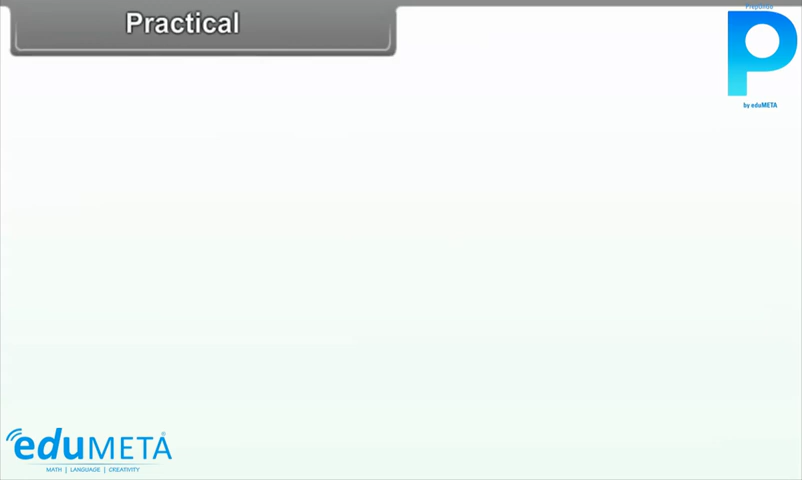 Practical
Prepondo
P
by eduMETA
eduMETA
MATH | LANGUAGE | CREATIVITY